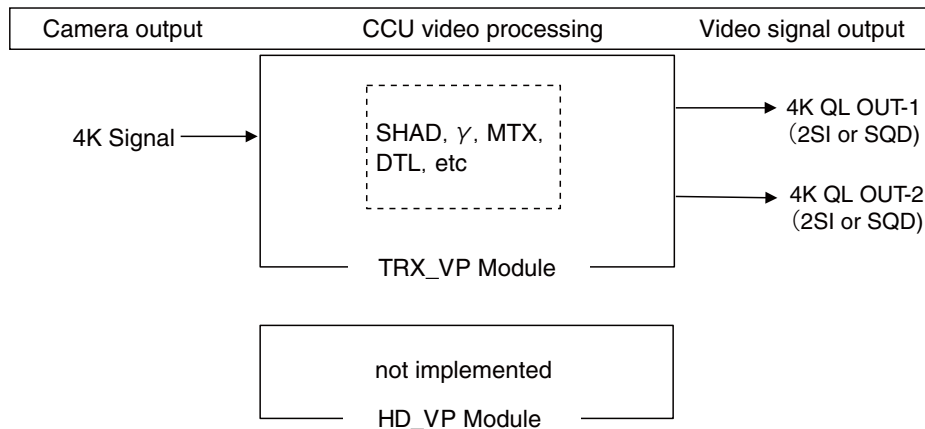 Camera output CCU video processing Video signal output
4K Signal
SHAD, γ, MTX,
DTL, etc
4K QL OUT-1
(2SI or SQD)
4K QL OUT-2
(2SI or SQD)
TRX_VP Module
not implemented
HD_VP Module